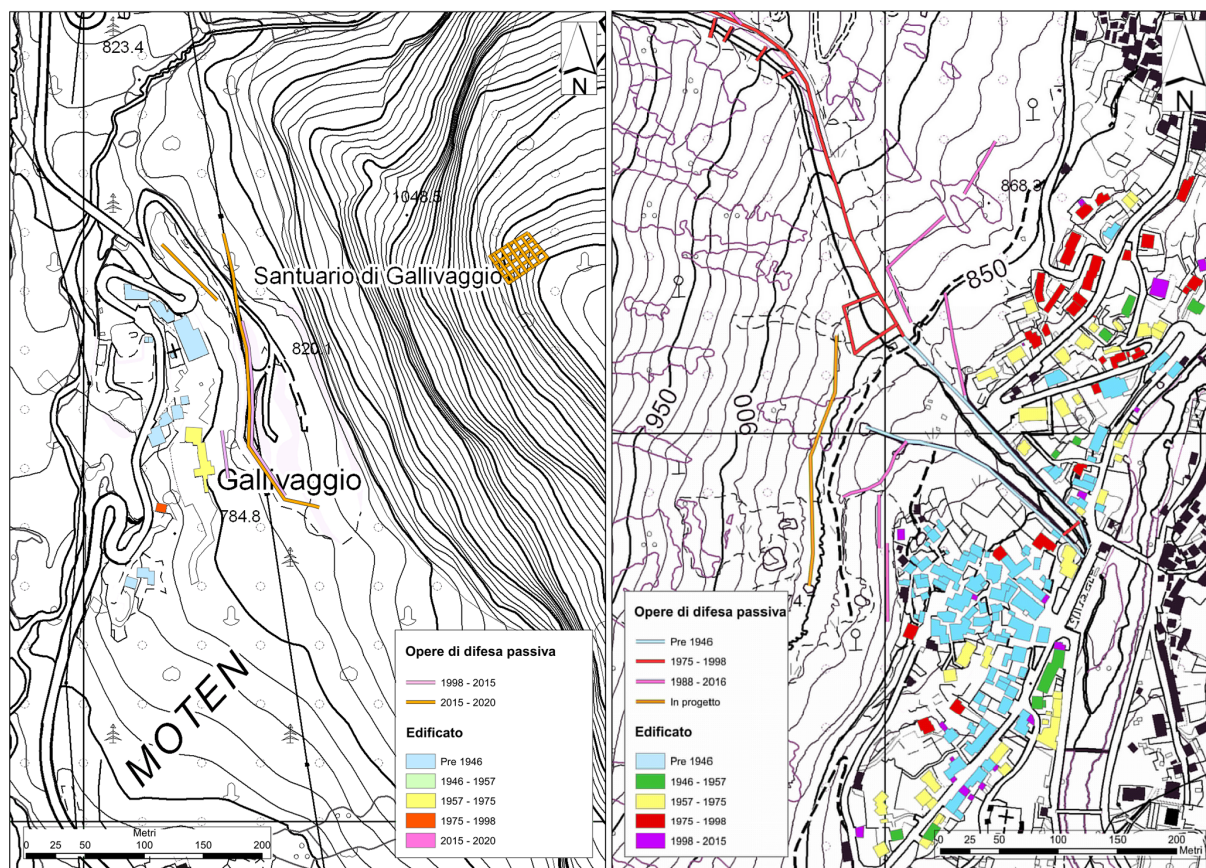 823.4
N
1048.5
Santuario di Gallivaggio
820.1
Gallivaggio
784.8
MOTEN
Opere di difesa passiva
1998 - 2015
2015 - 2020
Edificato
Pre 1946
1946 - 1957
1957 - 1975
1975 - 1998
2015 - 2020
Metri
0 25 50 100 150 200
N
868.3
850
950
900
74.
Opere di difesa passiva
Pre 1946
1975 - 1998
1988 - 2016
In progetto
Edificato
Pre 1946
1946 - 1957
1957 - 1975
1975 - 1998
1998 - 2015
0 25 50 100 150 200
Metri